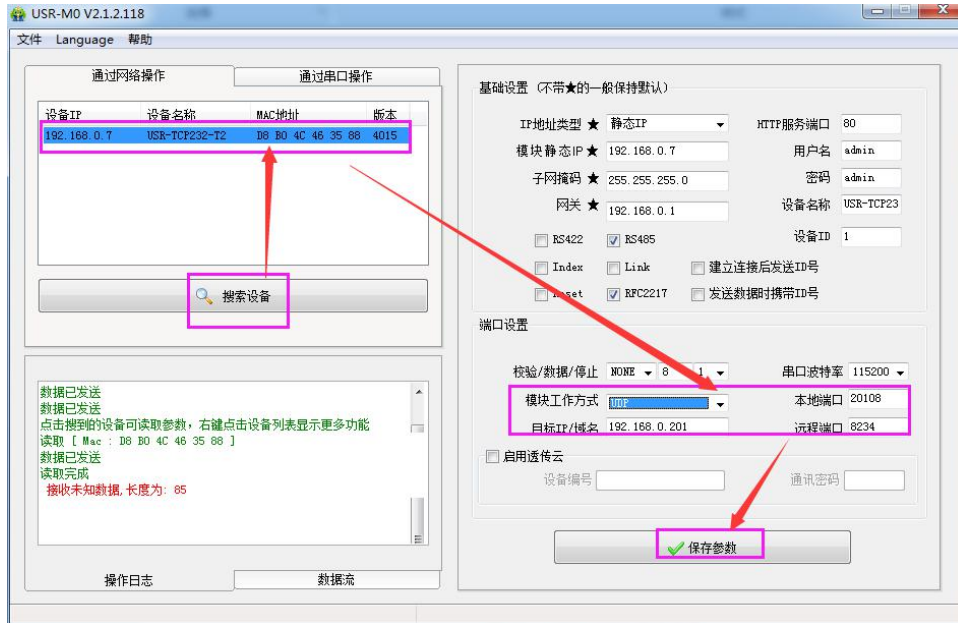 USR-M0 V2.1.2.118
文件 Language 帮助
通过网络操作 通过串口操作
设备IP 设备名称 MAC地址 版本
192.168.0.7 USR-TCP232-T2 D8 B0 4C 46 35 88 4015
搜索设备
数据已发送
数据已发送
点击搜到的设备可读取参数，右键点击设备列表显示更多功能
读取 [ Mac : D8 B0 4C 46 35 88 ]
数据已发送
读取完成
接收未知数据,长度为: 85
操作日志 数据流
基础设置 (不带★的一般保持默认)
IP地址类型 ★ 静态IP HTTP服务端口 80
模块静态IP★ 192.168.0.7 用户名 admin
子网掩码 ★ 255.255.255.0 密码 admin
网关 ★ 192.168.0.1 设备名称 USR-TCP23
RS422 RS485 设备ID 1
Index Link 建立连接后发送ID号
Reset RFC2217 发送数据时携带ID号
端口设置
校验/数据/停止 NONE 8 1 串口波特率 115200
模块工作方式 UDP 本地端口 20108
目标IP/域名 192.168.0.201 远程端口 8234
启用透传云
设备编号 通讯密码
保存参数